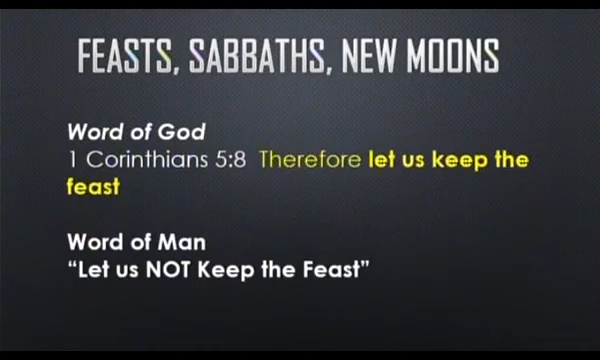 FEASTS, SABBATHS, NEW MOONS
Word of God
1 Corinthians 5:8 Therefore let us keep the
feast
Word of Man
“Let us NOT Keep the Feast”